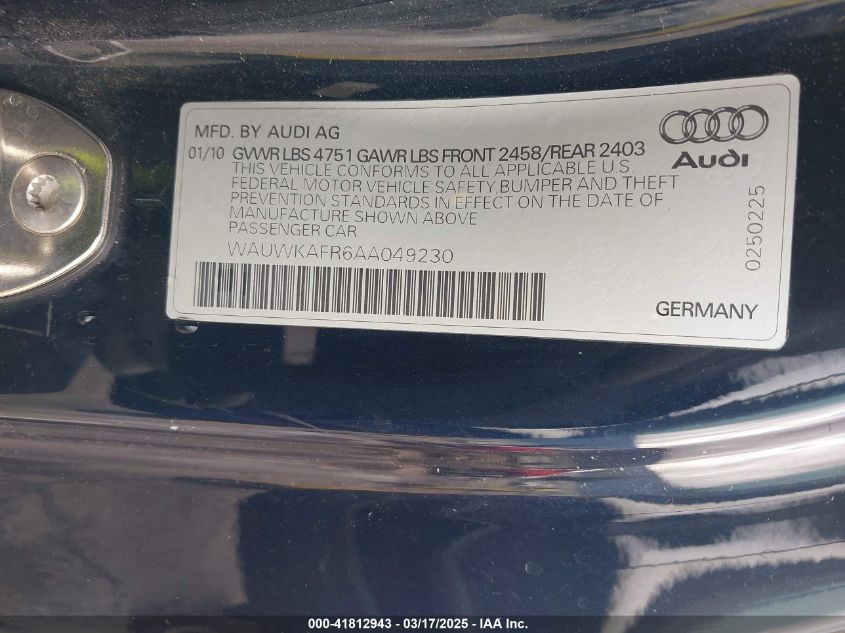 MFD. BY AUDI AG
01/10 GVWR LBS 4751 GAWR LBS FRONT 2458/REAR 2403
THIS VEHICLE CONFORMS TO ALL APPLICABLE U.S
FEDERAL MOTOR VEHICLE SAFETY BUMPER AND THEFT
PREVENTION STANDARDS IN EFFECT ON THE DATE OF
MANUFACTURE SHOWN ABOVE
PASSENGER CAR
WAUWKAFR6AA049230
Audi
0250225
GERMANY
000-41812943 - 03/17/2025 - IAA Inc.